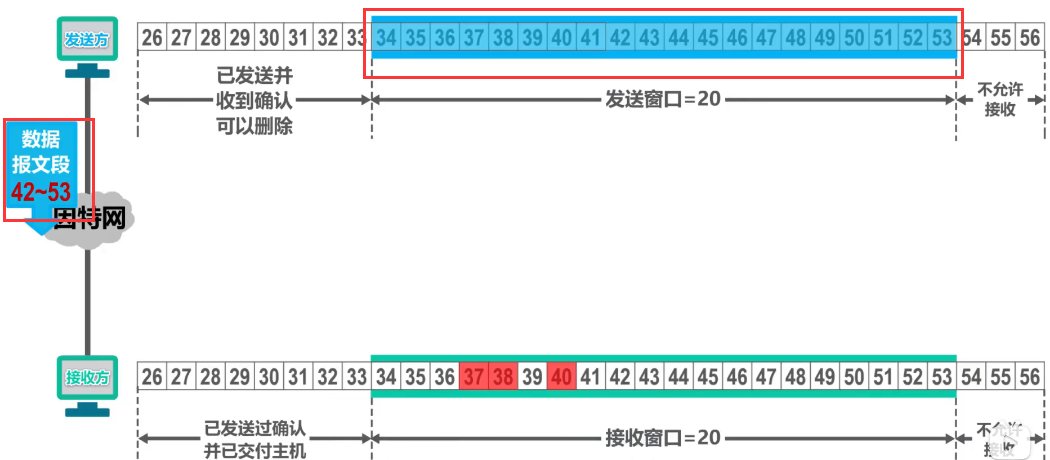 发送方
26 27 28 29 30 31 32 33 34 35 36 37 38 39 40 41 42 43 44 45 46 47 48 49 50 51 52 53 54 55 56
已发送并
收到确认
可以删除
发送窗口=20
不允许
接收
数据
报文段
42~53
因特网
接收方
26 27 28 29 30 31 32 33 34 35 36 37 38 39 40 41 42 43 44 45 46 47 48 49 50 51 52 53 54 55 56
已发送过确认
并已交付主机
接收窗口=20
不允许
接收